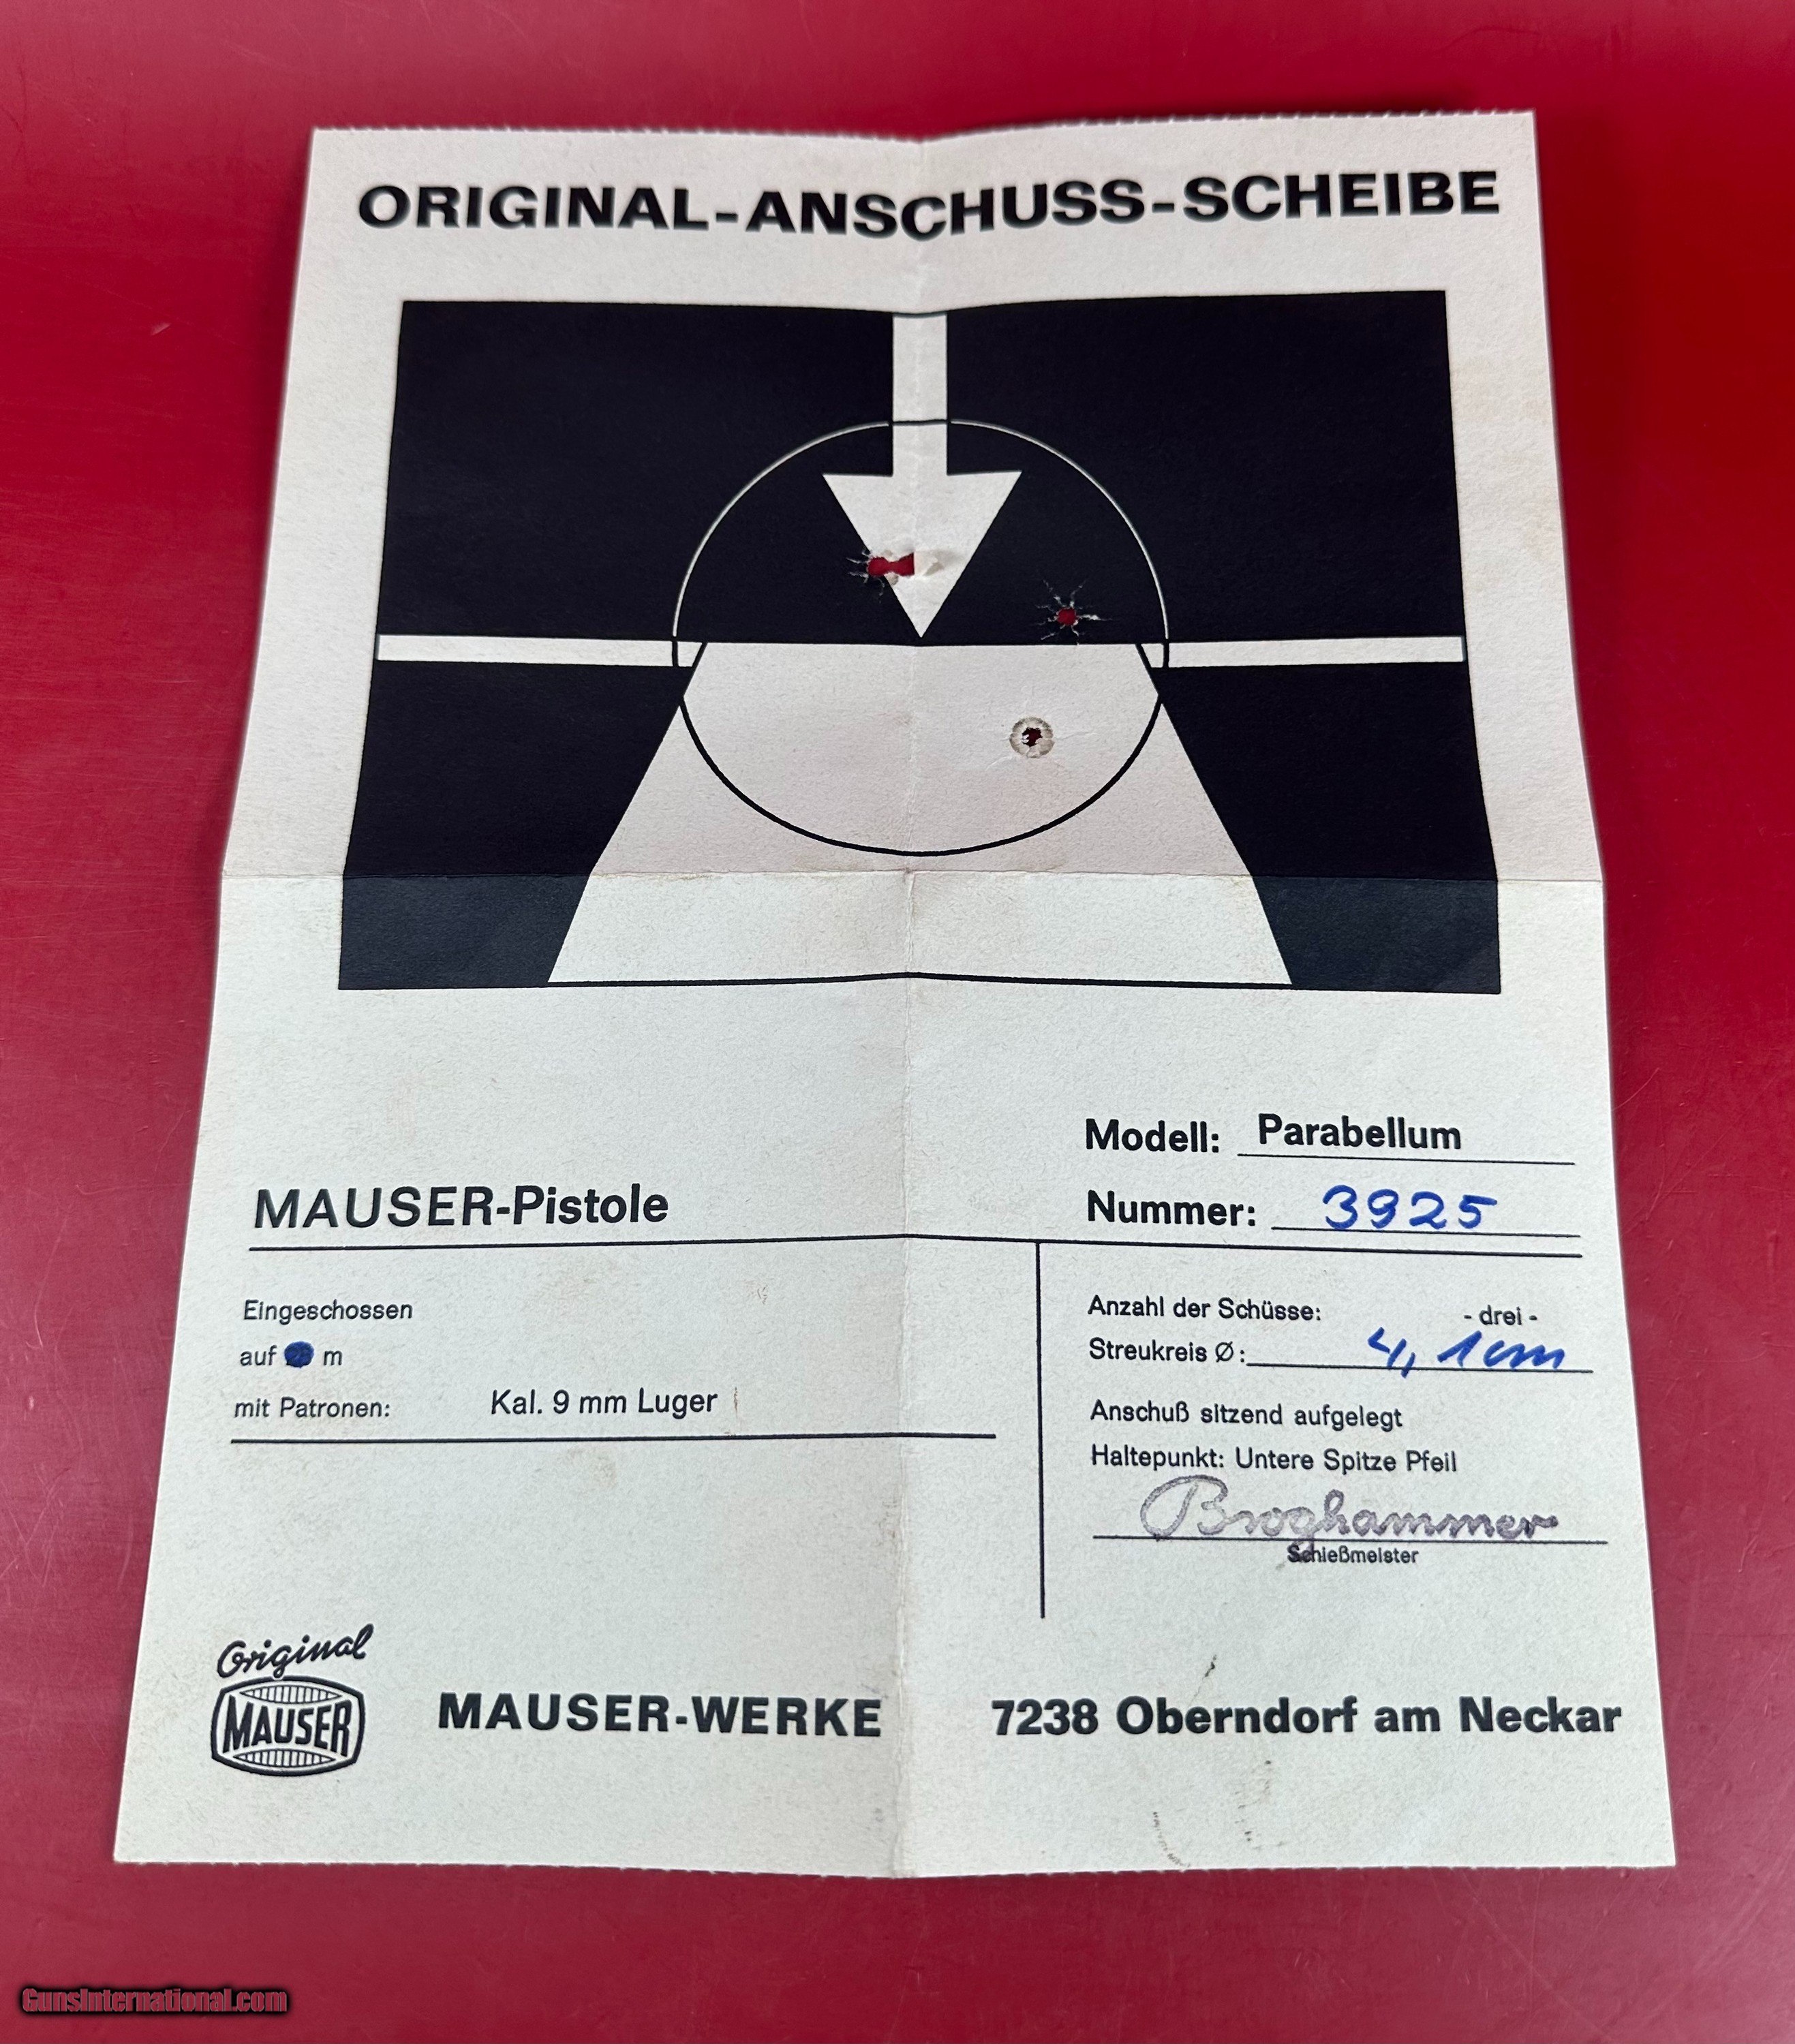 ORIGINAL-ANSCHUSS-SCHEIBE
Modell: Parabellum
MAUSER-Pistole
Nummer: 3925
Eingeschossen
auf m
mit Patronen: Kal. 9 mm Luger
Anzahl der Schüsse: - drei -
Streukreis Ø: 4,1cm
Anschuß sitzend aufgelegt
Haltepunkt: Untere Spitze Pfeil
Broghammer
Schießmeister
Original
MAUSER
MAUSER-WERKE 7238 Oberndorf am Neckar
GunsInternational.com